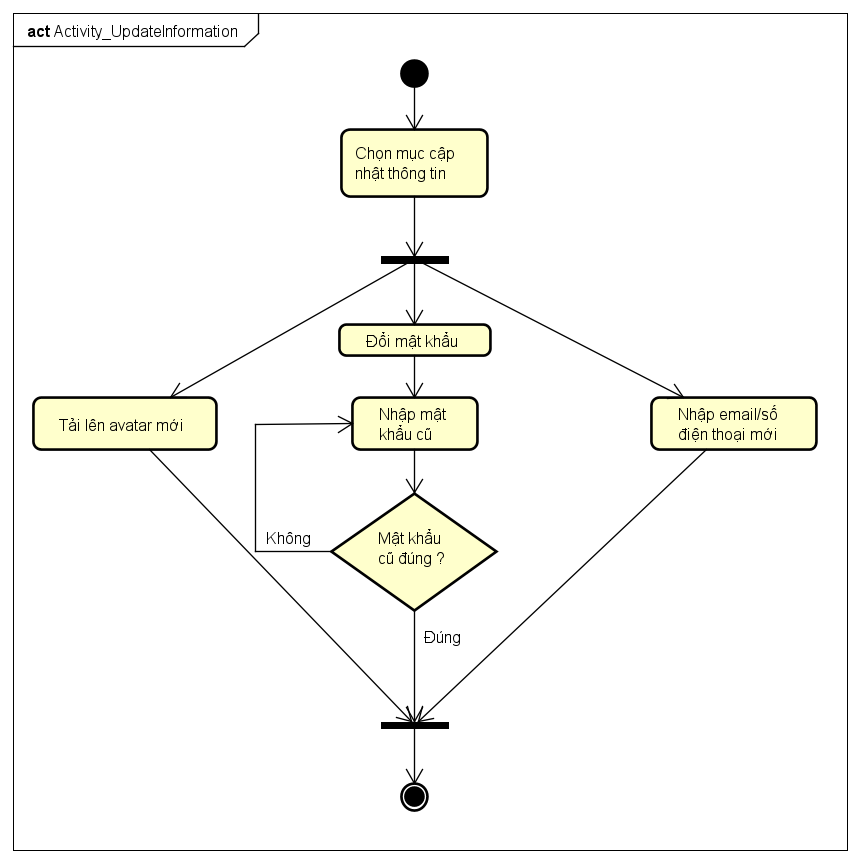 act Activity_UpdateInformation
Chọn mục cập
nhật thông tin
Đổi mật khẩu
Tải lên avatar mới
Nhập mật
khẩu cũ
Nhập email/số
điện thoại mới
Không
Mật khẩu
cũ đúng ?
Đúng